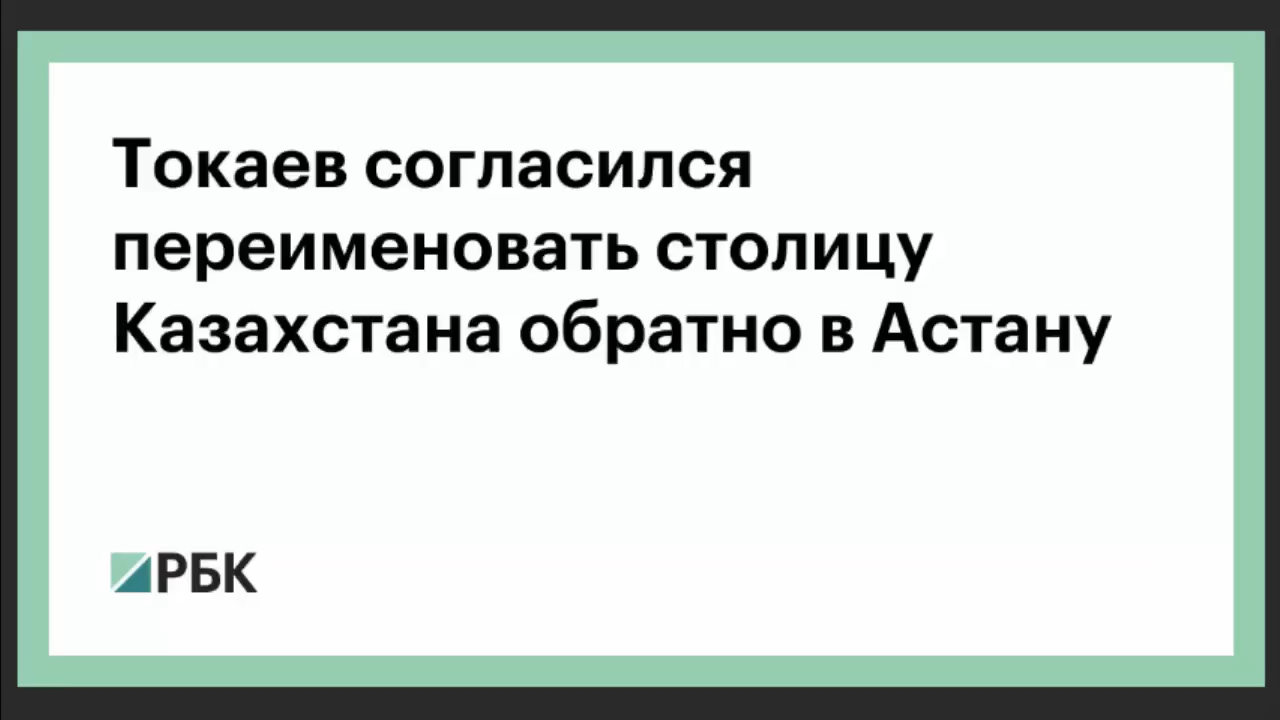 Токаев согласился
переименовать столицу
Казахстана обратно в Астану
РБК